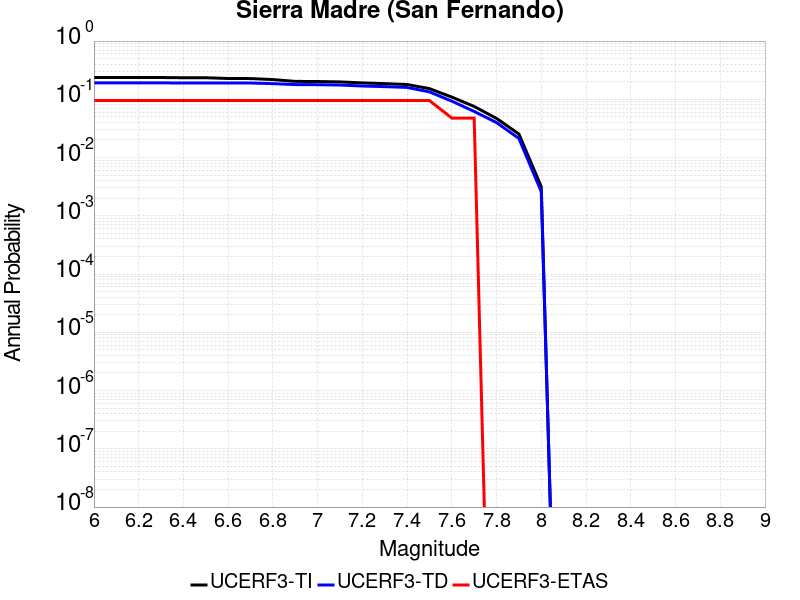 Sierra Madre (San Fernando)
10^0
10^-1
10^-2
10^-3
10^-4
10^-5
10^-6
10^-7
10^-8
Annual Probability
6 6.2 6.4 6.6 6.8 7 7.2 7.4 7.6 7.8 8 8.2 8.4 8.6 8.8 9
Magnitude
UCERF3-TI UCERF3-TD UCERF3-ETAS